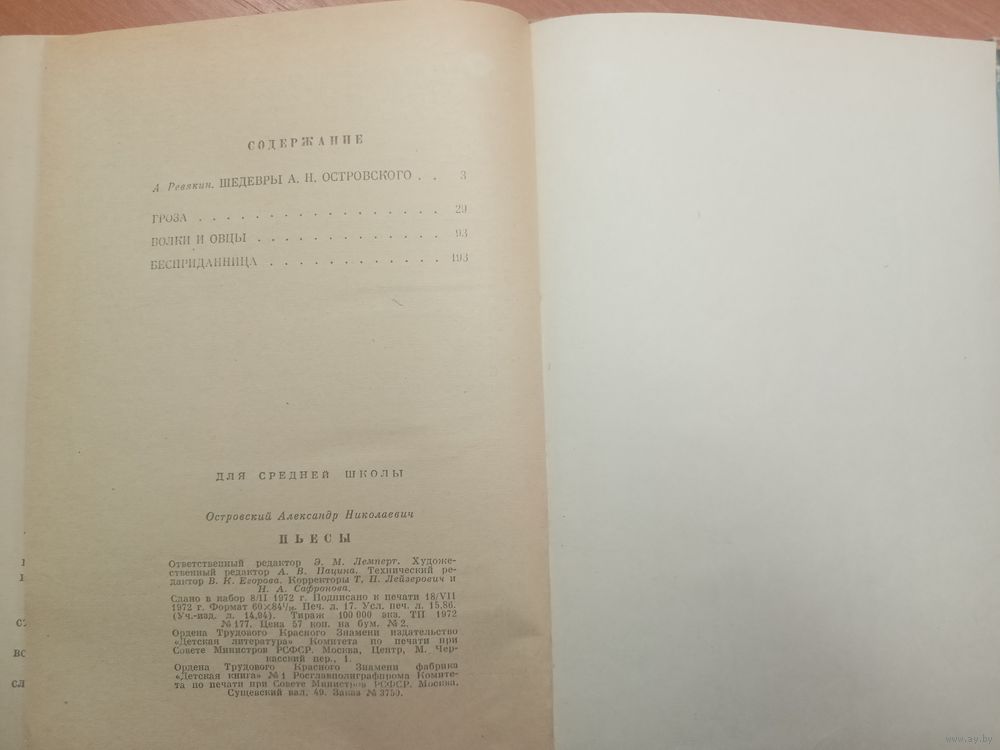 СОДЕРЖАНИЕ
А. Ревякин. ШЕДЕВРЫ А. Н. ОСТРОВСКОГО . . 3
ГРОЗА . . . . . . . . . . . . . . . . . . 29
ВОЛКИ И ОВЦЫ . . . . . . . . . . . . . 93
БЕСПРИДАННИЦА . . . . . . . . . . . . . 193
ДЛЯ СРЕДНЕЙ ШКОЛЫ
Островский Александр Николаевич
ПЬЕСЫ
Ответственный редактор Э. М. Лемперт. Художе-
ственный редактор А. В. Пацина. Технический ре-
дактор В. К. Егорова. Корректоры Т. П. Лейзерович и
Н. А. Сафронова.
Сдано в набор 8/II 1972 г. Подписано к печати 18/VII
1972 г. Формат 60×84¹/₁₆. Печ. л. 17. Усл. печ. л. 15,86.
(Уч.-изд. л. 14,94). Тираж 100 000 экз. ТП 1972
№ 177. Цена 57 коп. на бум. № 2.
Ордена Трудового Красного Знамени издательство
«Детская литература» Комитета по печати при
Совете Министров РСФСР. Москва, Центр, М. Чер-
касский пер., 1.
Ордена Трудового Красного Знамени фабрика
«Детская книга» № 1 Росглавполиграфпрома Комите-
та по печати при Совете Министров РСФСР. Москва.
Сущевский вал, 49. Заказ № 3759.
www.ay.by